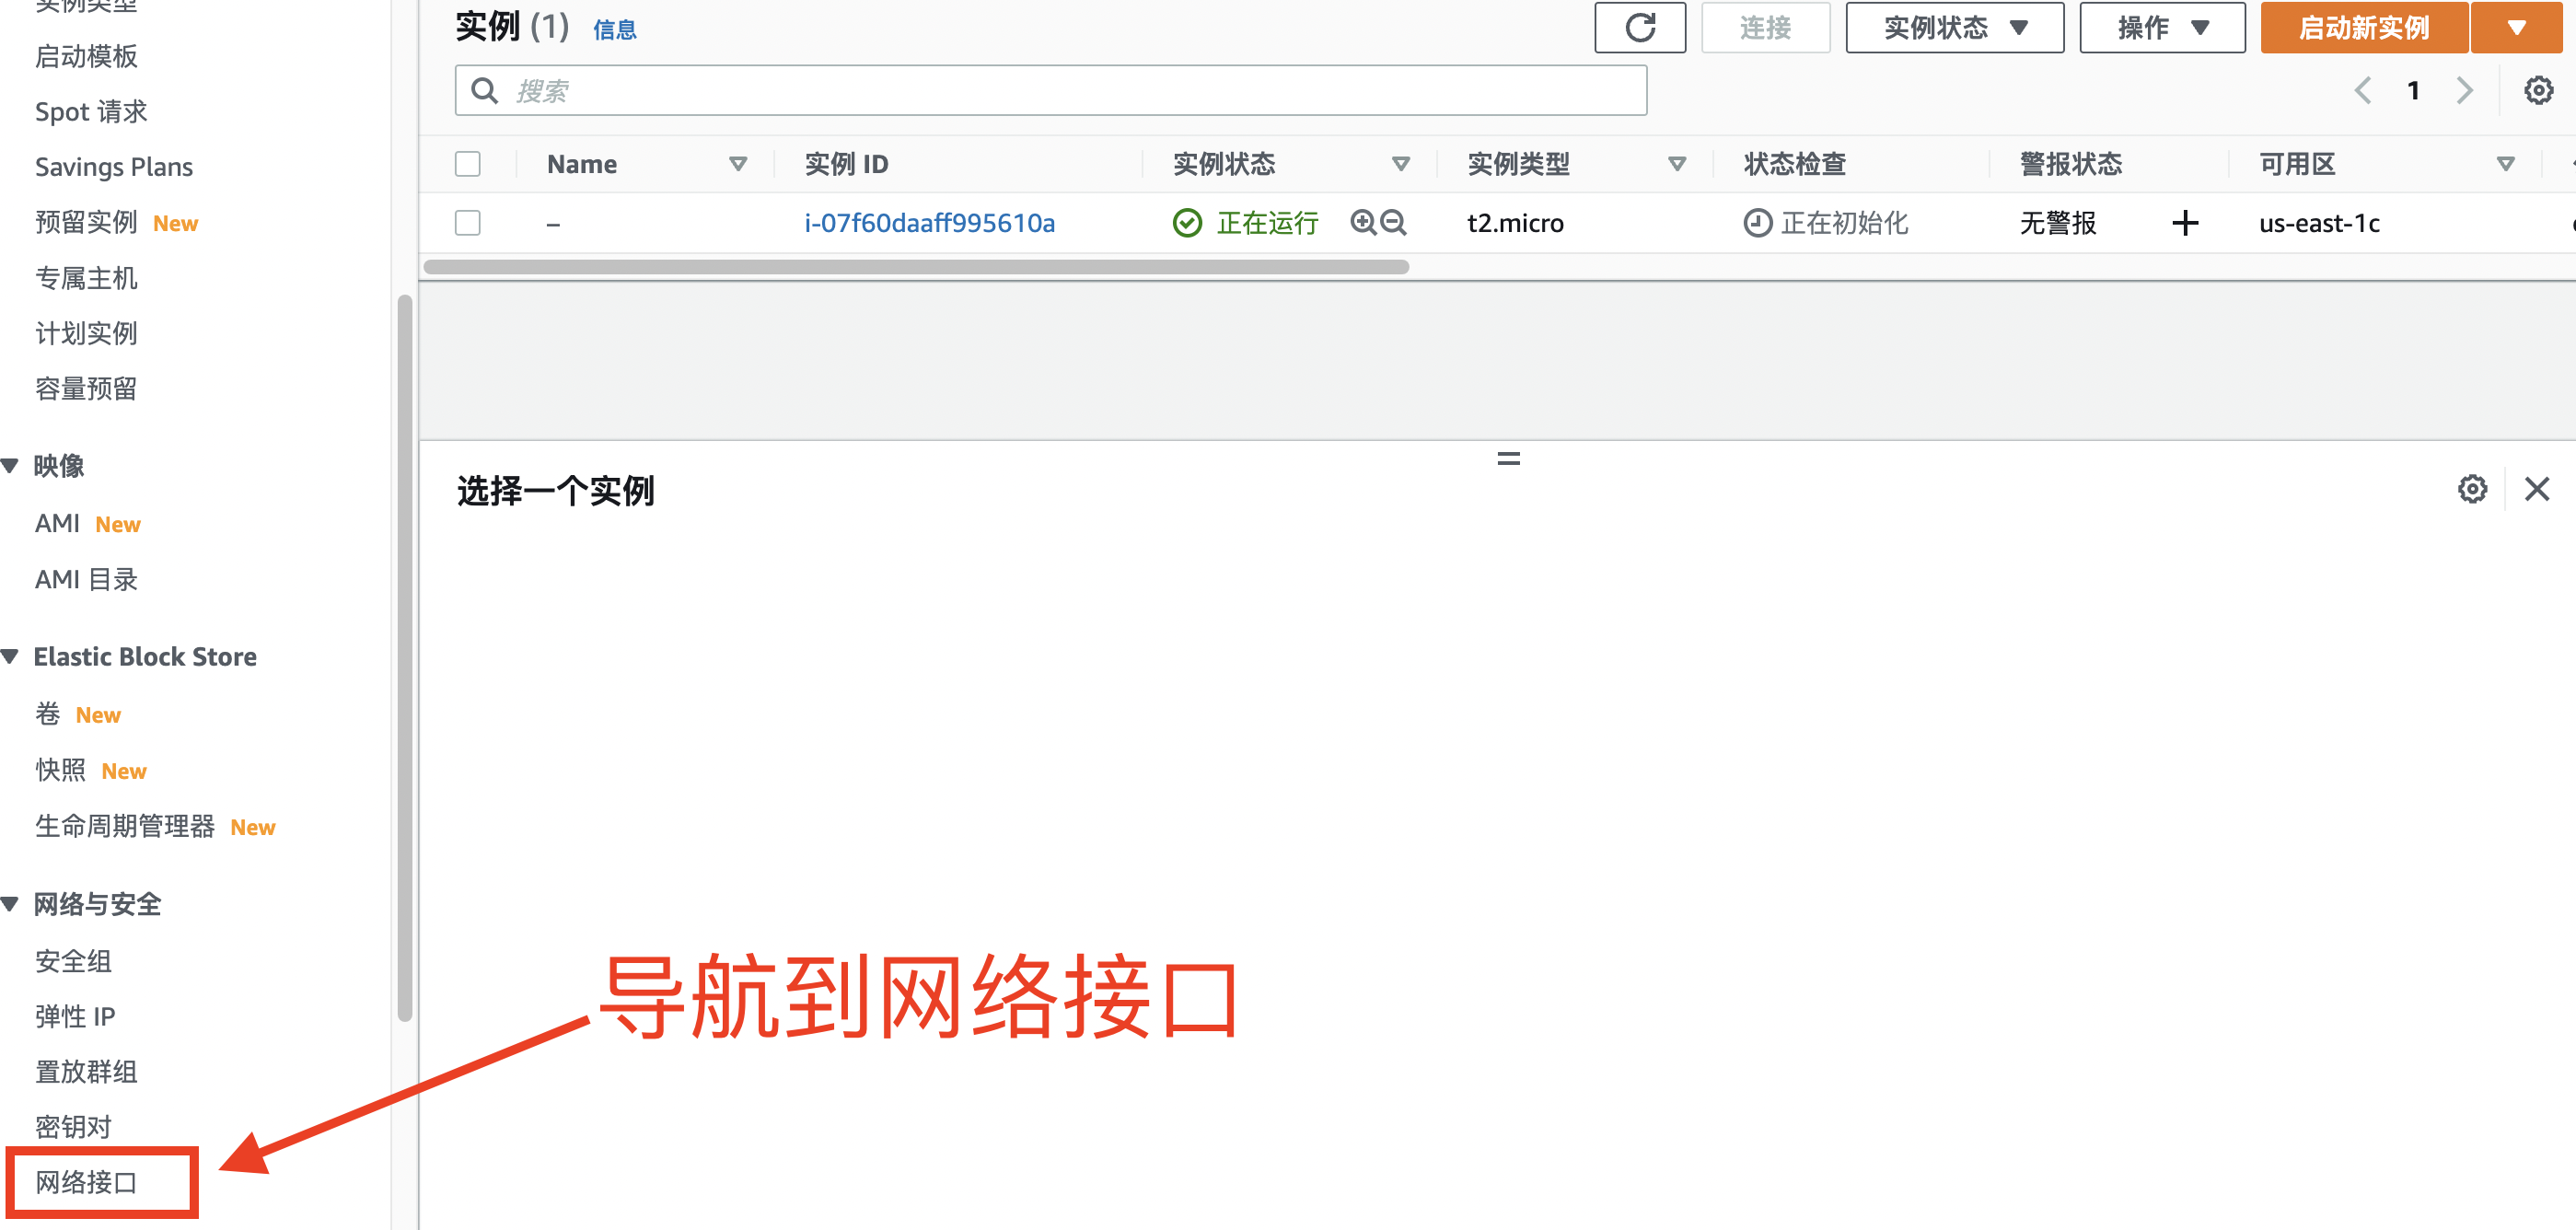 实例类型
启动模板
Spot 请求
Savings Plans
预留实例 New
专属主机
计划实例
容量预留
映像
AMI New
AMI 目录
Elastic Block Store
卷 New
快照 New
生命周期管理器 New
网络与安全
安全组
弹性 IP
置放群组
密钥对
网络接口
实例 (1) 信息
连接
实例状态
操作
启动新实例
搜索
1
Name
实例 ID
实例状态
实例类型
状态检查
警报状态
可用区
–
i-07f60daaff995610a
正在运行
t2.micro
正在初始化
无警报
us-east-1c
选择一个实例
导航到网络接口